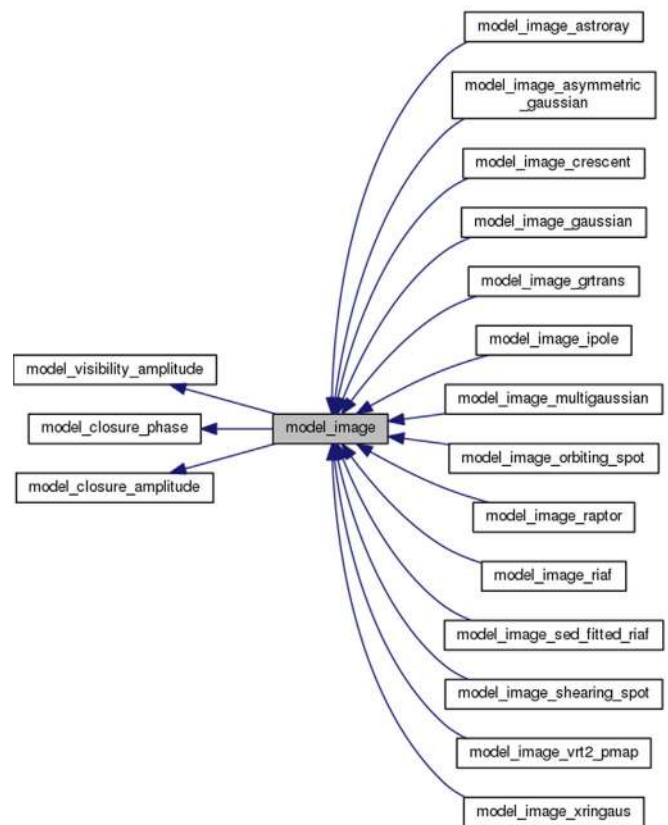 model_image_astroray
model_image_asymmetric
_gaussian
model_image_crescent
model_image_gaussian
model_image_grtrans
model_image_ipole
model_visibility_amplitude
model_image_multigaussian
model_closure_phase
model_image
model_image_orbiting_spot
model_closure_amplitude
model_image_raptor
model_image_riaf
model_image_sed_fitted_riaf
model_image_shearing_spot
model_image_vrt2_pmap
model_image_xringaus